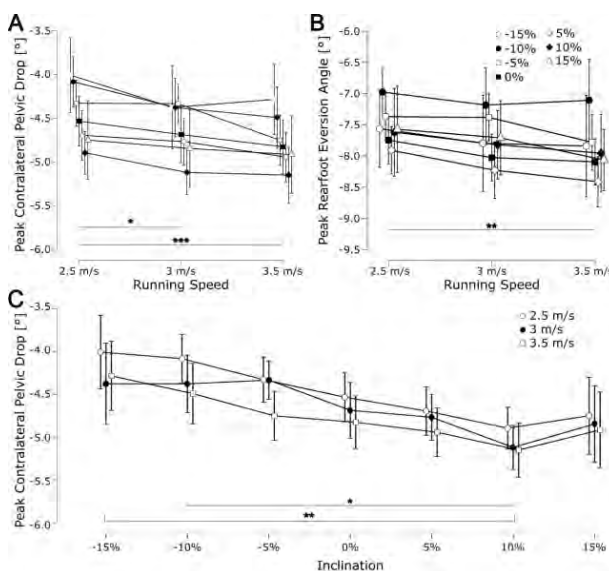 A
Peak Contralateral Pelvic Drop [°]
-3.5
-4.0
-4.5
-5.0
-5.5
-6.0
*
***
2.5 m/s
3 m/s
3.5 m/s
Running Speed
B
Peak Rearfoot Eversion Angle [°]
-6.0
-6.5
-7.0
-7.5
-8.0
-8.5
-9.0
-9.5
-15%
5%
-10%
10%
-5%
15%
0%
**
2.5 m/s
3 m/s
3.5 m/s
Running Speed
C
Peak Contralateral Pelvic Drop [°]
-3.5
-4.0
-4.5
-5.0
-5.5
-6.0
2.5 m/s
3 m/s
3.5 m/s
*
**
-15%
-10%
-5%
0%
5%
10%
15%
Inclination